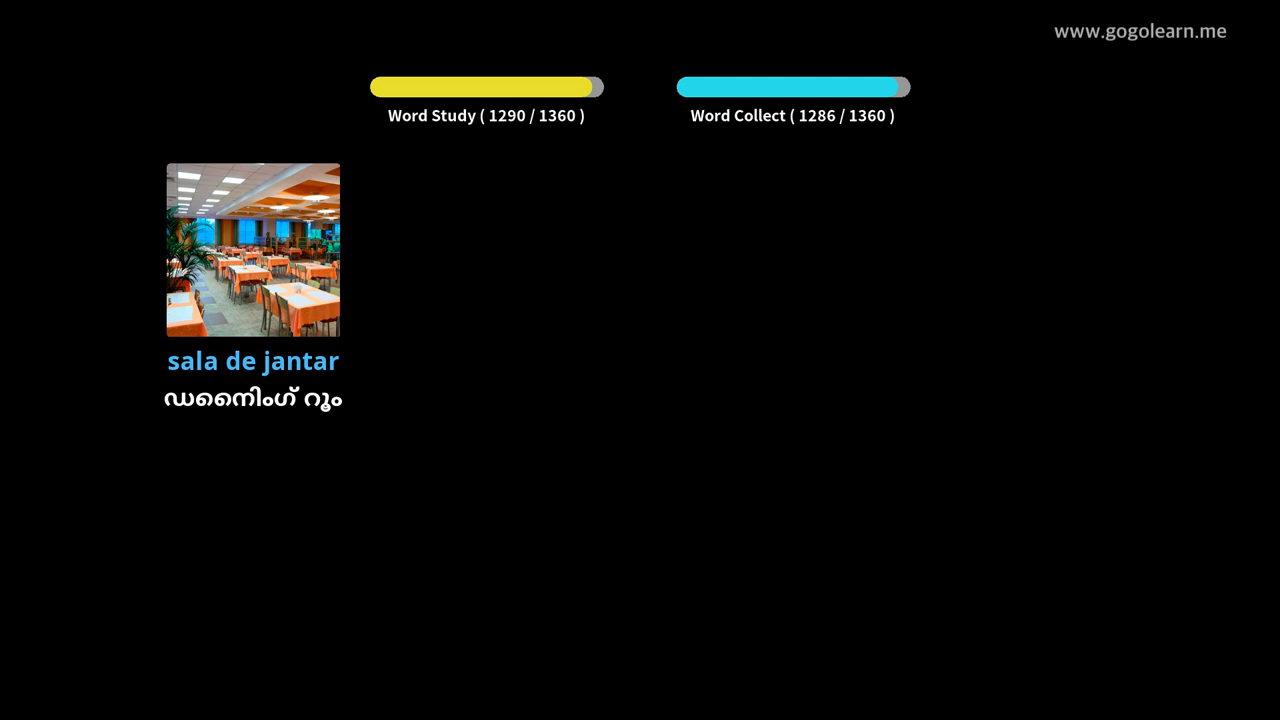 www.gogolearn.me
Word Study ( 1290 / 1360 )
Word Collect ( 1286 / 1360 )
sala de jantar
ഡൈനിംഗ് റൂം